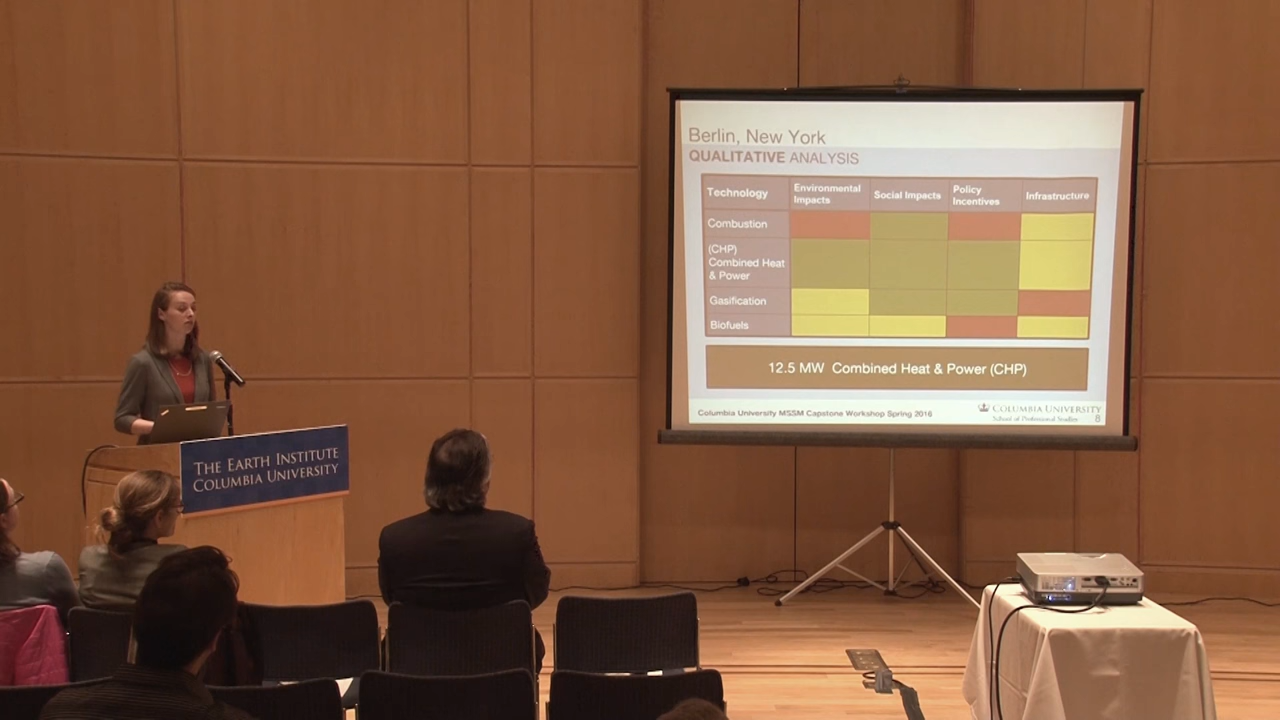 Berlin, New York
QUALITATIVE ANALYSIS
Technology
Environmental
Impacts
Social Impacts
Policy
Incentives
Infrastructure
Combustion
(CHP)
Combined Heat
& Power
Gasification
Biofuels
12.5 MW Combined Heat & Power (CHP)
Columbia University MSSM Capstone Workshop Spring 2016
COLUMBIA UNIVERSITY
School of Professional Studies
8
THE EARTH INSTITUTE
COLUMBIA UNIVERSITY